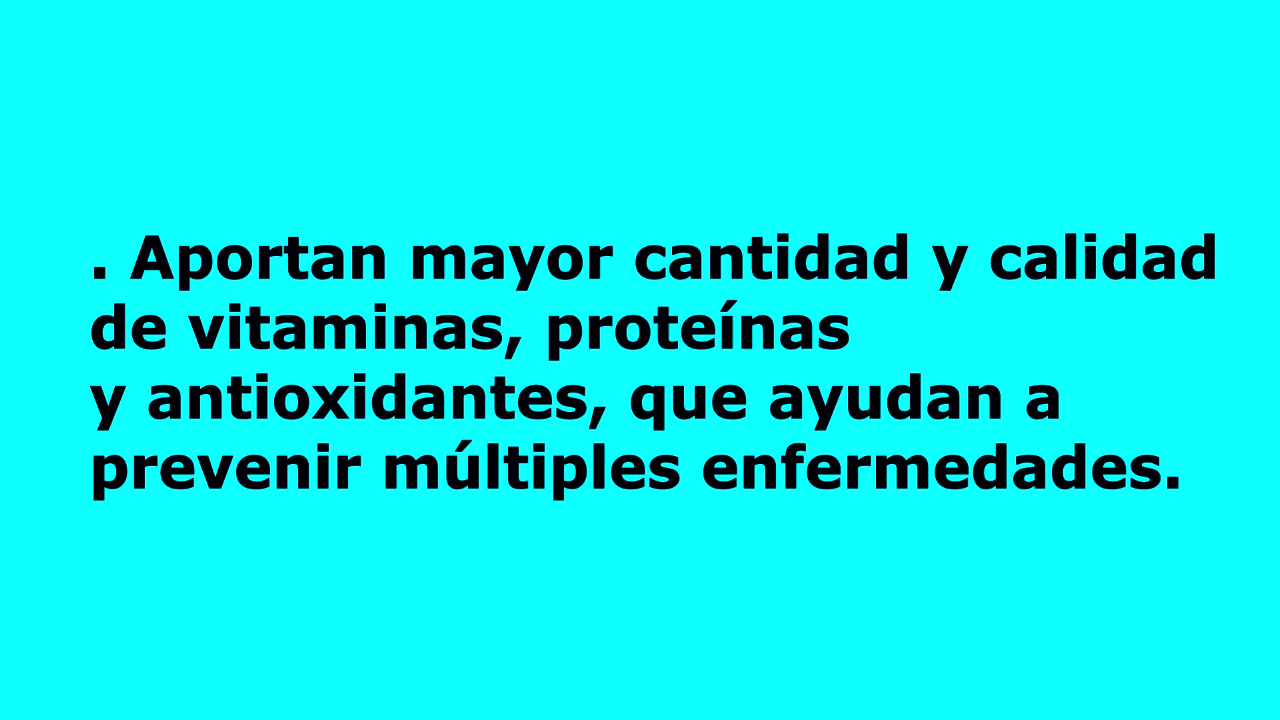 . Aportan mayor cantidad y calidad
de vitaminas, proteínas
y antioxidantes, que ayudan a
prevenir múltiples enfermedades.